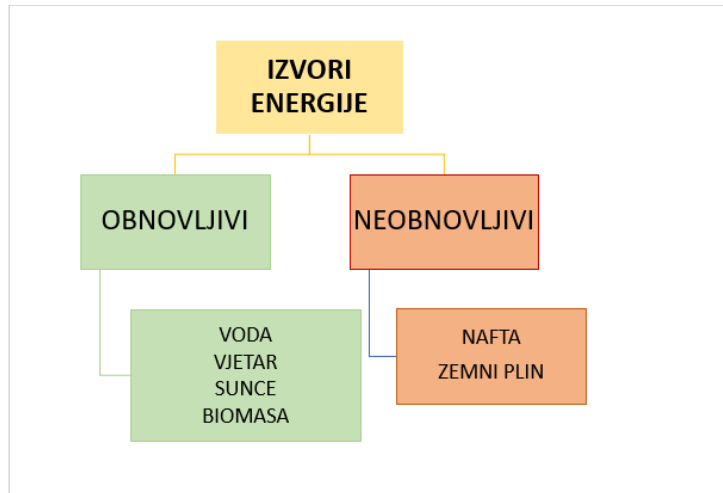 IZVORI
ENERGIJE
OBNOVLJIVI
NEOBNOVLJIVI
VODA
VJETAR
SUNCE
BIOMASA
NAFTA
ZEMNI PLIN